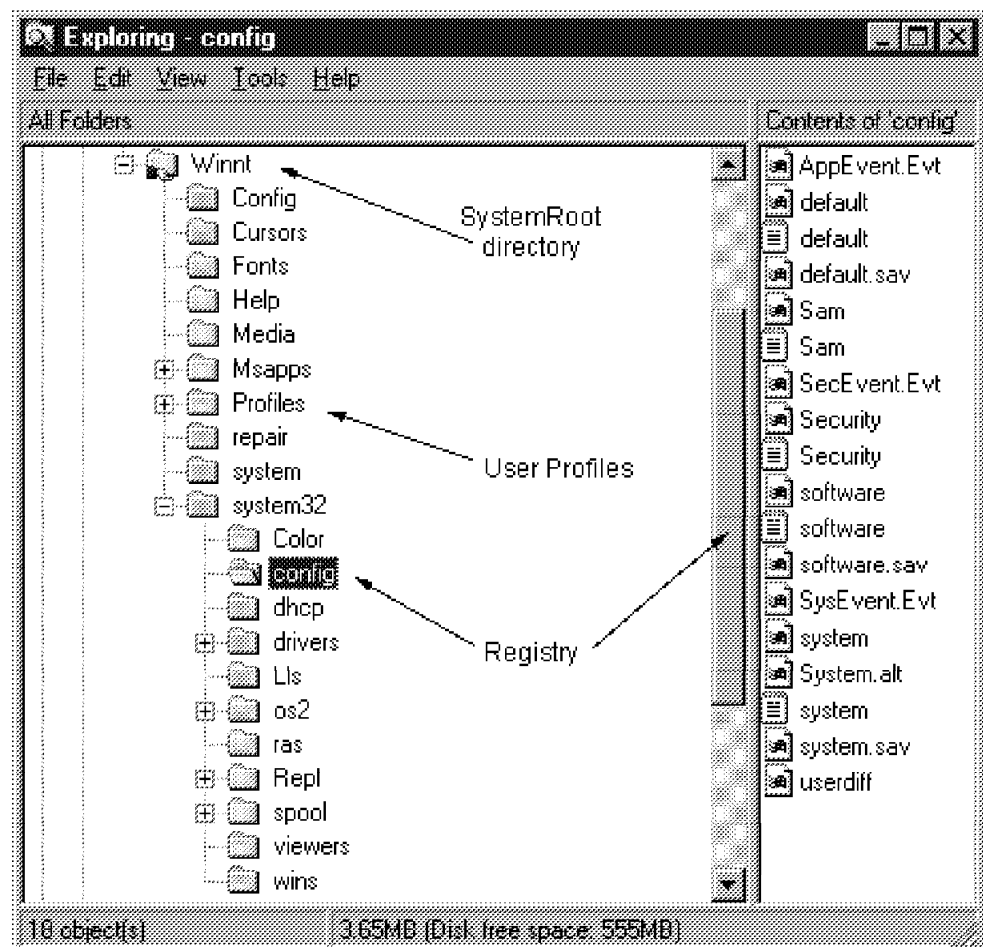 Exploring - config
File Edit View Tools Help
All Folders
Contents of 'config'
Winnt
Config
Cursors
Fonts
Help
Media
Msapps
Profiles
repair
system
system32
Color
config
dhcp
drivers
Lls
os2
ras
Repl
spool
viewers
wins
SystemRoot
directory
User Profiles
Registry
AppEvent.Evt
default
default
default.sav
Sam
Sam
SecEvent.Evt
Security
Security
software
software
software.sav
SysEvent.Evt
system
System.alt
system
system.sav
userdiff
18 object(s)
3.65MB (Disk free space: 555MB)